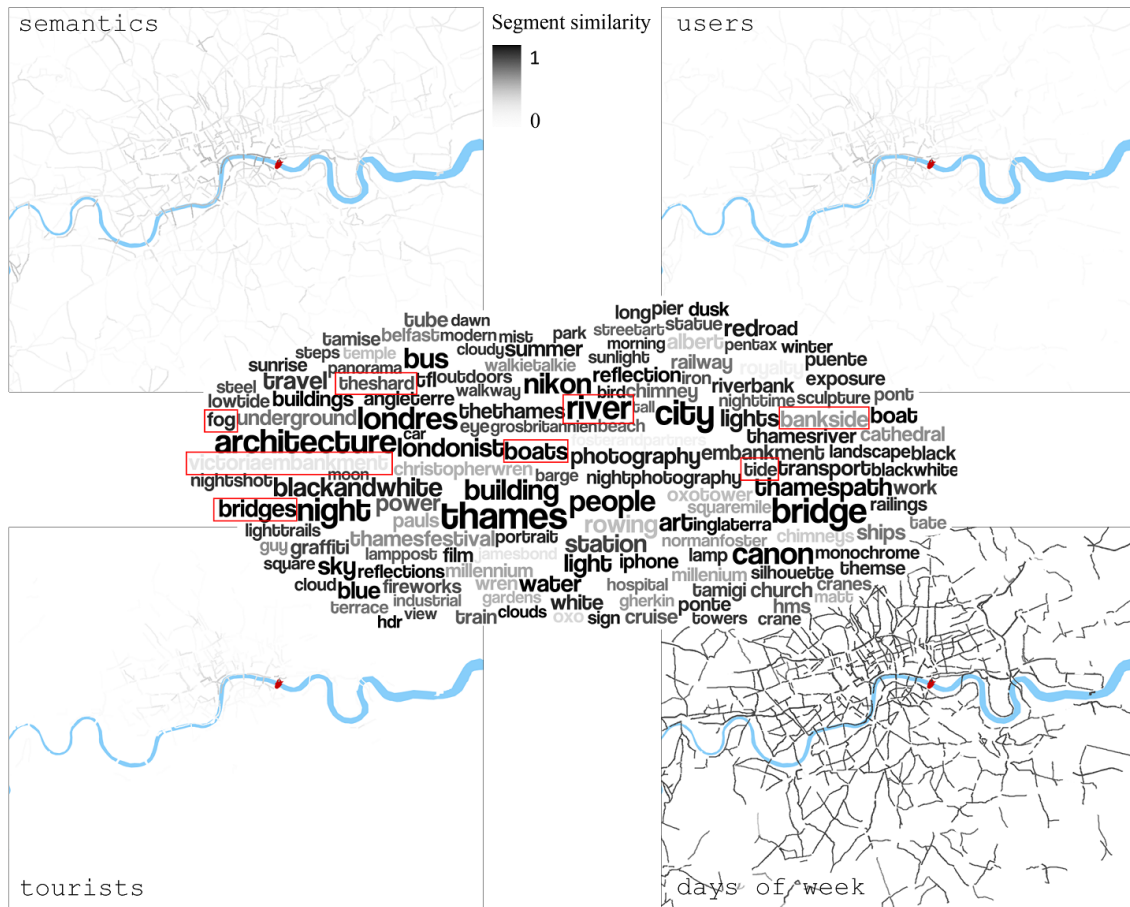 semantics
Segment similarity
1
0
users
long pier dusk
tube dawn
streetart statue redroad
tamise belfast modern mist park
morning albert pentax winter
steps temple bus cloudy summer sunlight
sunrise panorama walkietalkie railway royalty puente
steel travel theshard tfl outdoors nikon reflection iron riverbank exposure
lowtide buildings angleterre walkway bird chimney nighttime sculpture pont
fog underground londres thethames river tall city lights bankside boat
car eye grosbritannien beach thamesriver cathedral
architecture londonist boats fosterandpartners embankment landscape black
victoriaembankment christopherwren photography tide transport blackwhite
nightshot moon blackandwhite barge nightphotography thamespath work
bridges night power building people oxotower squaremile bridge railings
lighttrails pauls thames rowing art inglaterra ships tate
guy graffiti thamesfestival portrait station normanfoster chimneys
square sky lamppost film jamesbond light iphone lamp canon monochrome
cloud reflections millennium water millenium silhouette themse
blue fireworks wren hospital tamigi church cranes
terrace industrial gardens white gherkin ponte hms matt
hdr view train clouds oxo sign cruise towers crane
tourists
days of week